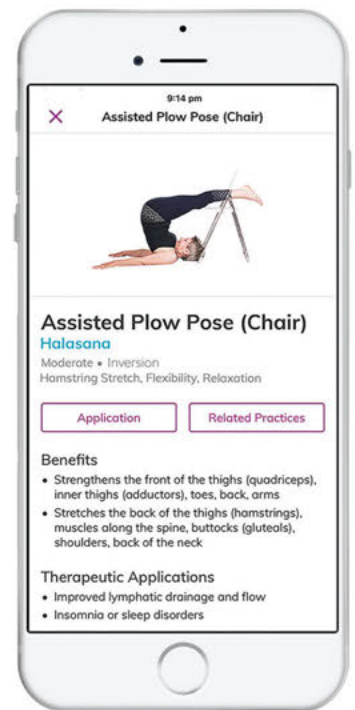 9:14 pm
Assisted Plow Pose (Chair)
Assisted Plow Pose (Chair)
Halasana
Moderate • Inversion
Hamstring Stretch, Flexibility, Relaxation
Application
Related Practices
Benefits
• Strengthens the front of the thighs (quadriceps),
inner thighs (adductors), toes, back, arms
• Stretches the back of the thighs (hamstrings),
muscles along the spine, buttocks (gluteals),
shoulders, back of the neck
Therapeutic Applications
• Improved lymphatic drainage and flow
• Insomnia or sleep disorders